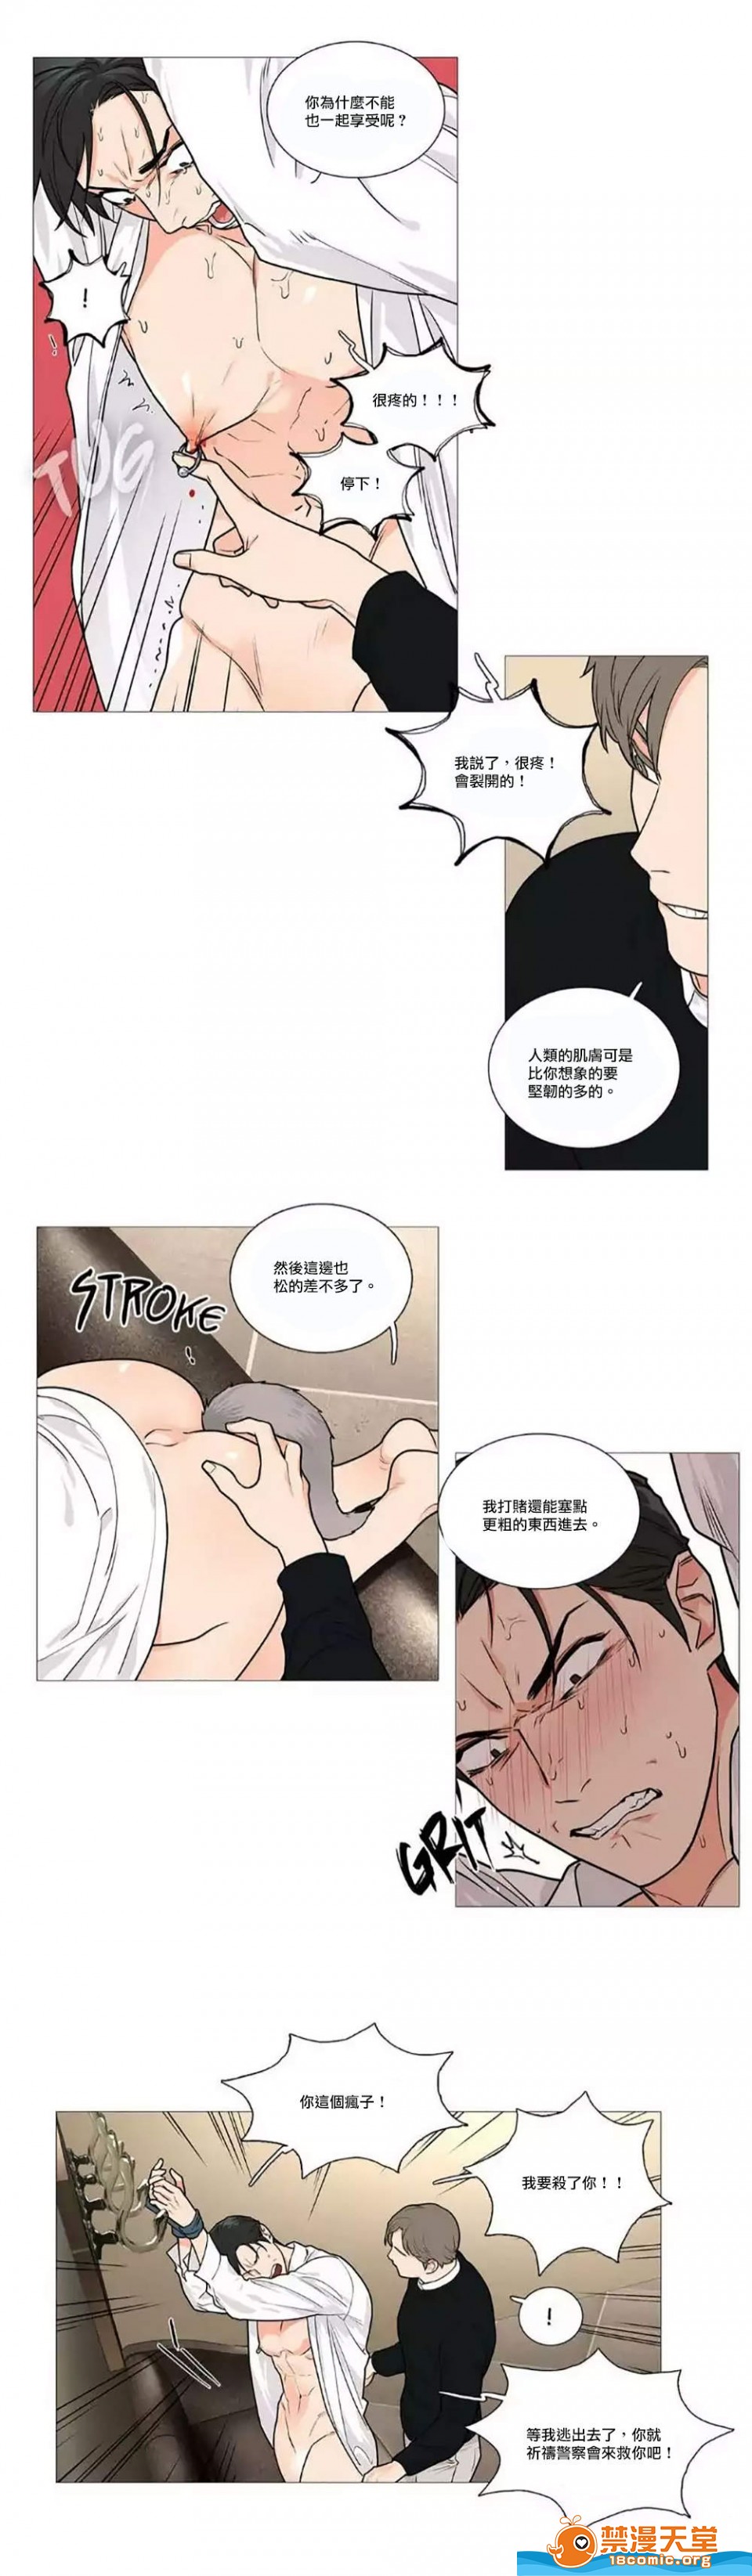 你為什麼不能
也一起享受呢？
！
很疼的！！！
停下！
TUG
我説了，很疼！
會裂開的！
人類的肌膚可是
比你想象的要
堅韌的多的。
然後這邊也
松的差不多了。
STROKE
我打賭還能塞點
更粗的東西進去。
GRIT
你這個瘋子！
我要殺了你！！
！
等我逃出去了，你就
祈禱警察會來救你吧！
禁漫天堂
18comic.org